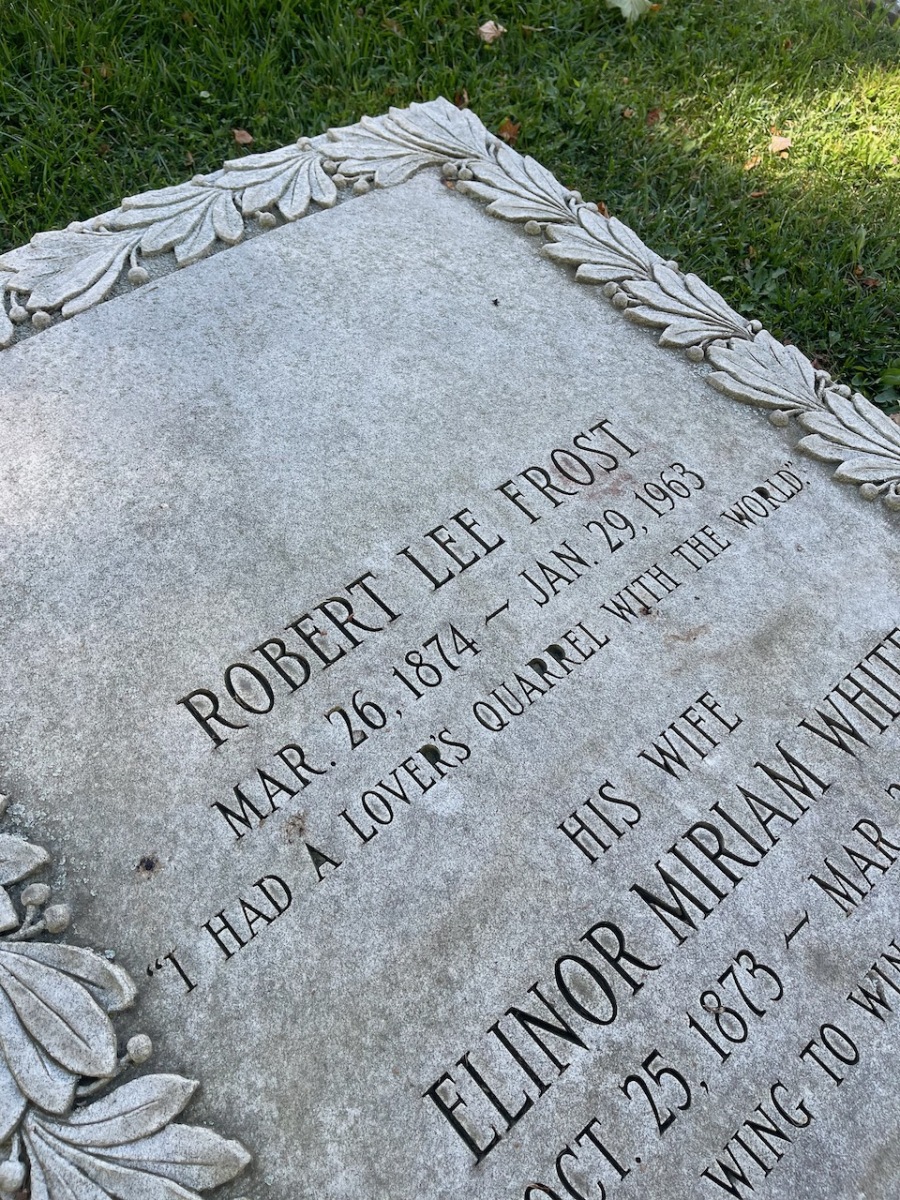 ROBERT LEE FROST
MAR. 26, 1874 – JAN. 29, 1963
“I HAD A LOVER'S QUARREL WITH THE WORLD.”
HIS WIFE
ELINOR MIRIAM WHITE
OCT. 25, 1873 – MAR.
WING TO WING